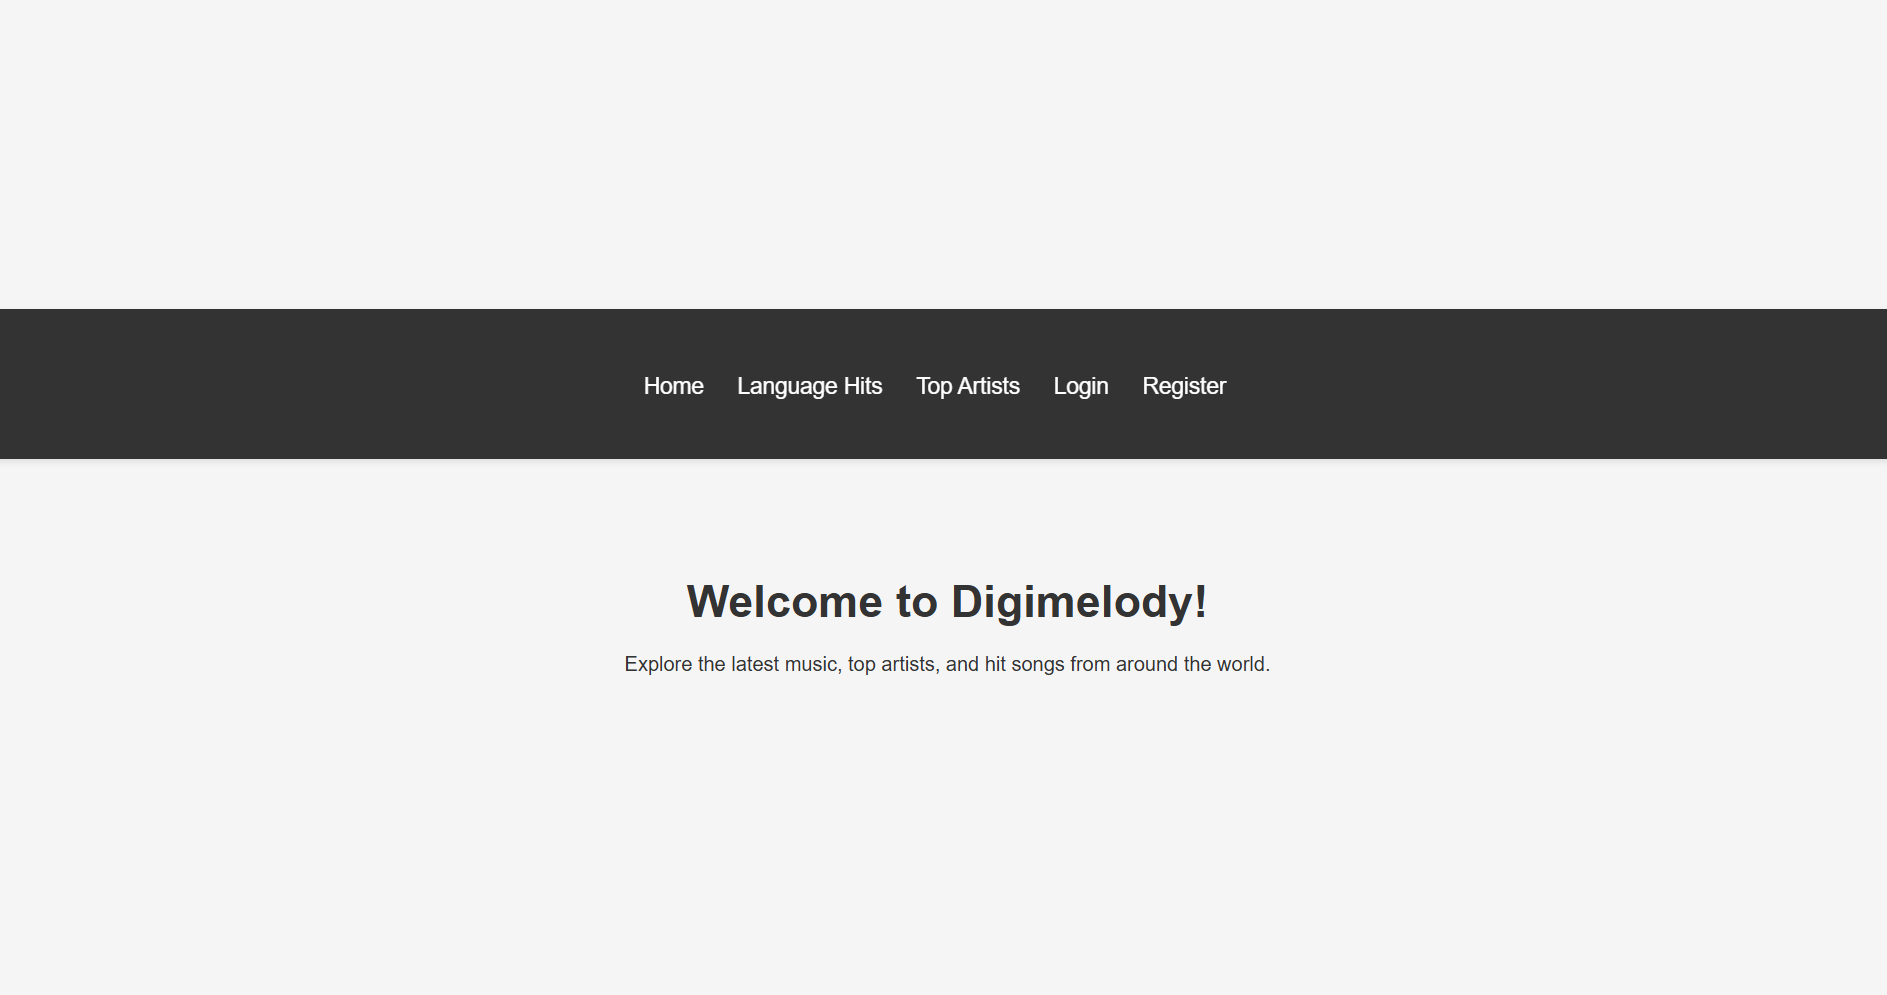 Home Language Hits Top Artists Login Register
Welcome to Digimelody!
Explore the latest music, top artists, and hit songs from around the world.